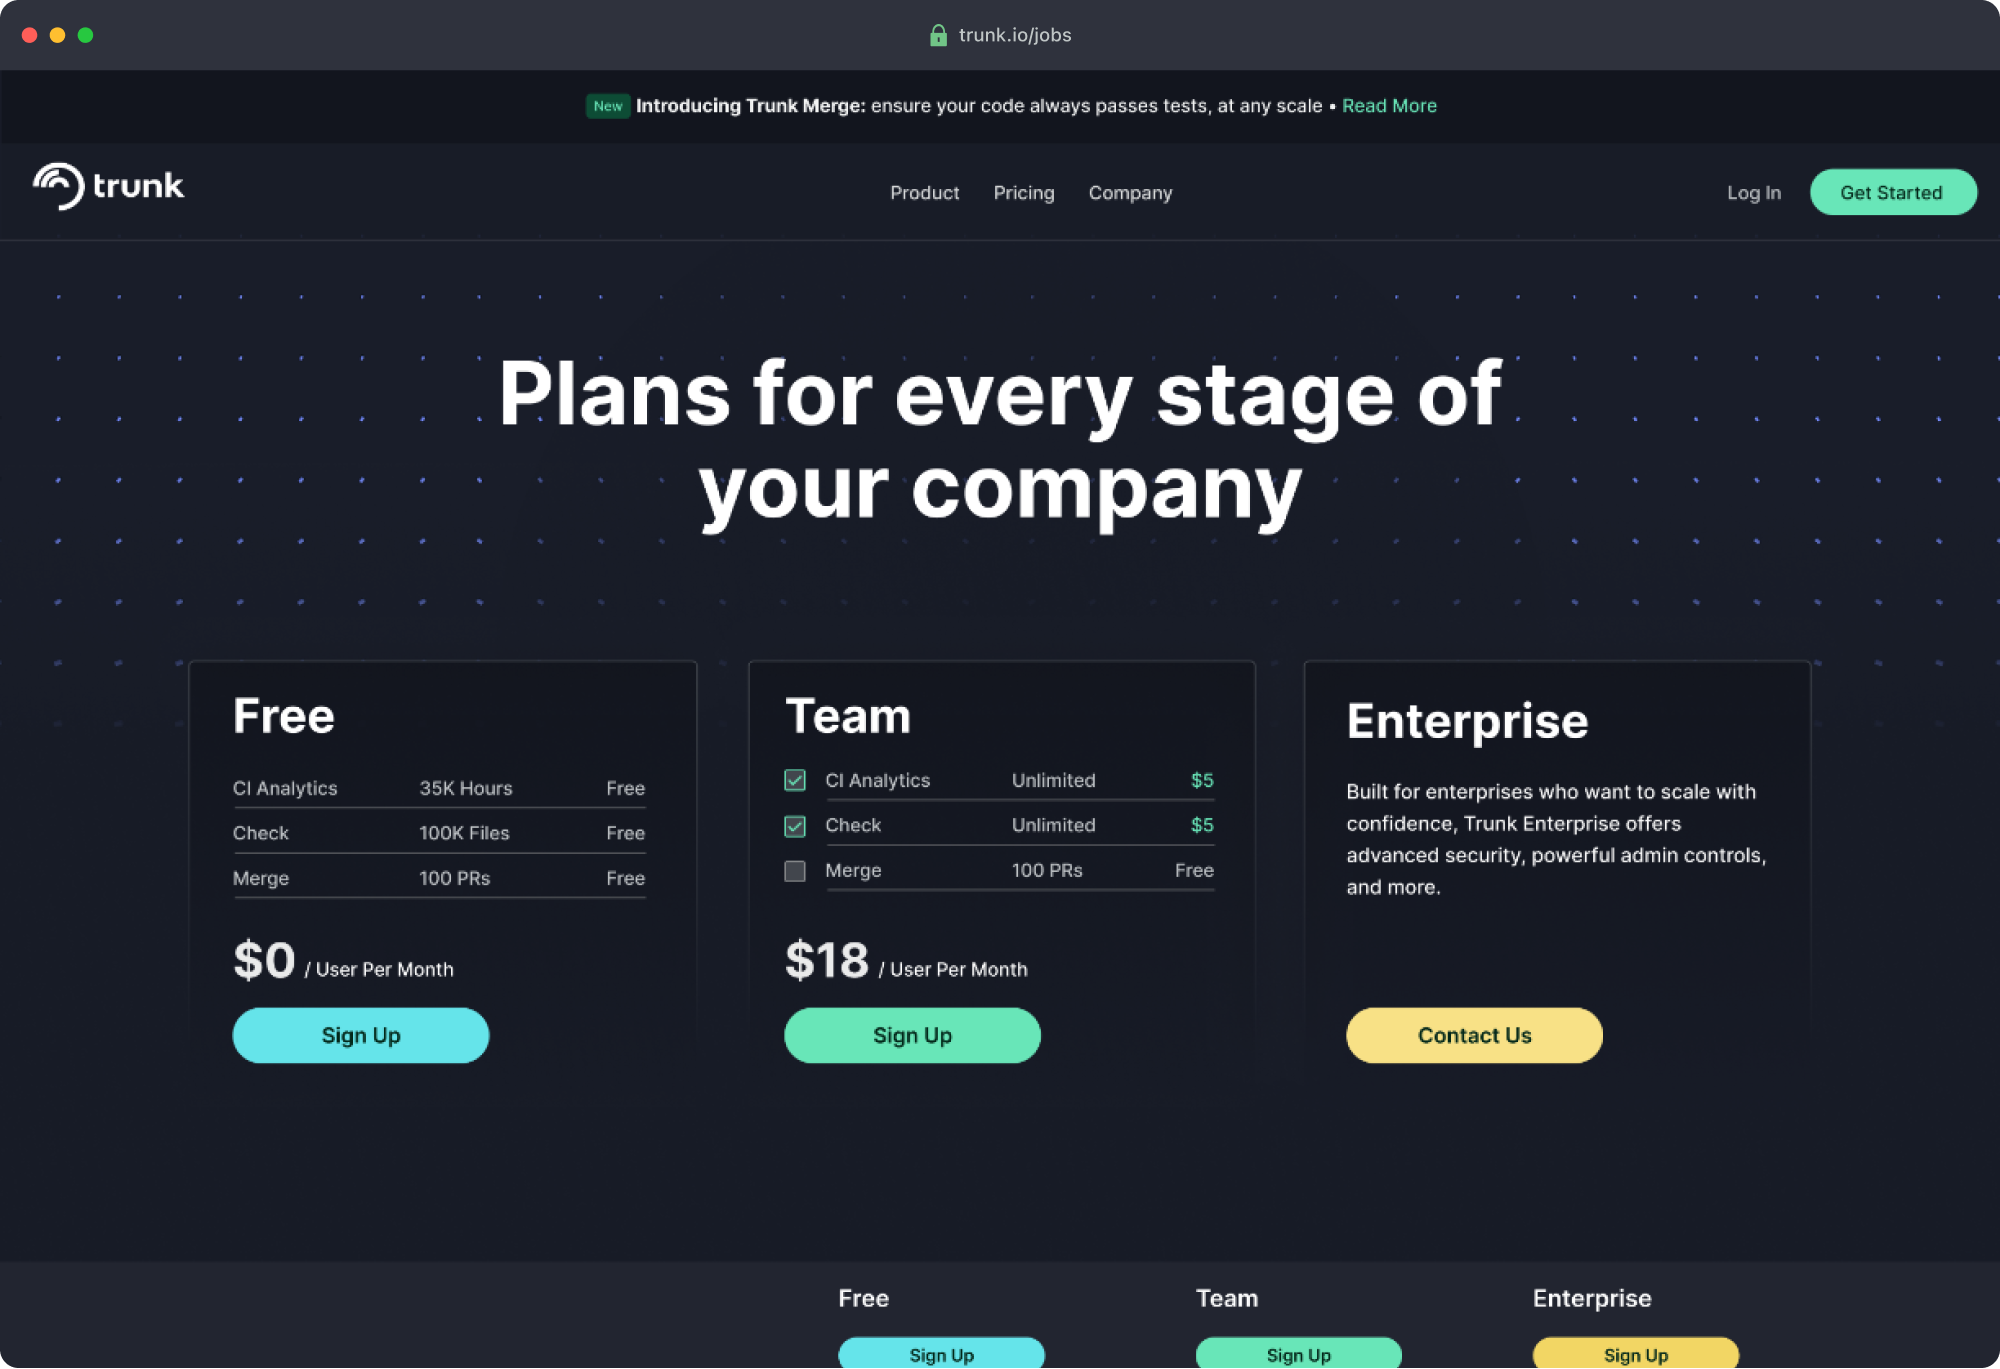 trunk.io/jobs
New Introducing Trunk Merge: ensure your code always passes tests, at any scale • Read More
trunk
Product Pricing Company
Log In Get Started
Plans for every stage of
your company
Free
CI Analytics 35K Hours Free
Check 100K Files Free
Merge 100 PRs Free
$0 / User Per Month
Sign Up
Team
CI Analytics Unlimited $5
Check Unlimited $5
Merge 100 PRs Free
$18 / User Per Month
Sign Up
Enterprise
Built for enterprises who want to scale with
confidence, Trunk Enterprise offers
advanced security, powerful admin controls,
and more.
Contact Us
Free Team Enterprise
Sign Up Sign Up Sign Up